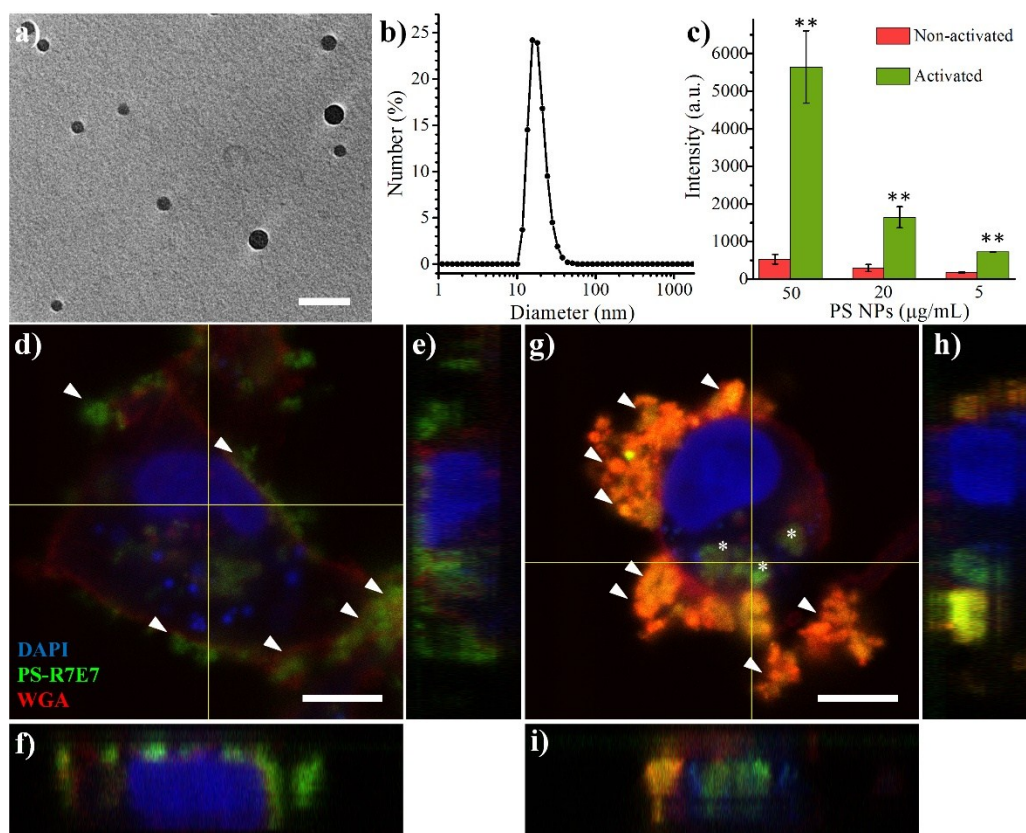 a)
b)
25
20
15
10
5
0
Number (%)
1
10
100
1000
Diameter (nm)
c)
Non-activated
Activated
6000
5000
4000
3000
2000
1000
0
Intensity (a.u.)
**
**
**
50
20
5
PS NPs (μg/mL)
d)
DAPI
PS-R7E7
WGA
e)
g)
*
*
*
h)
f)
i)